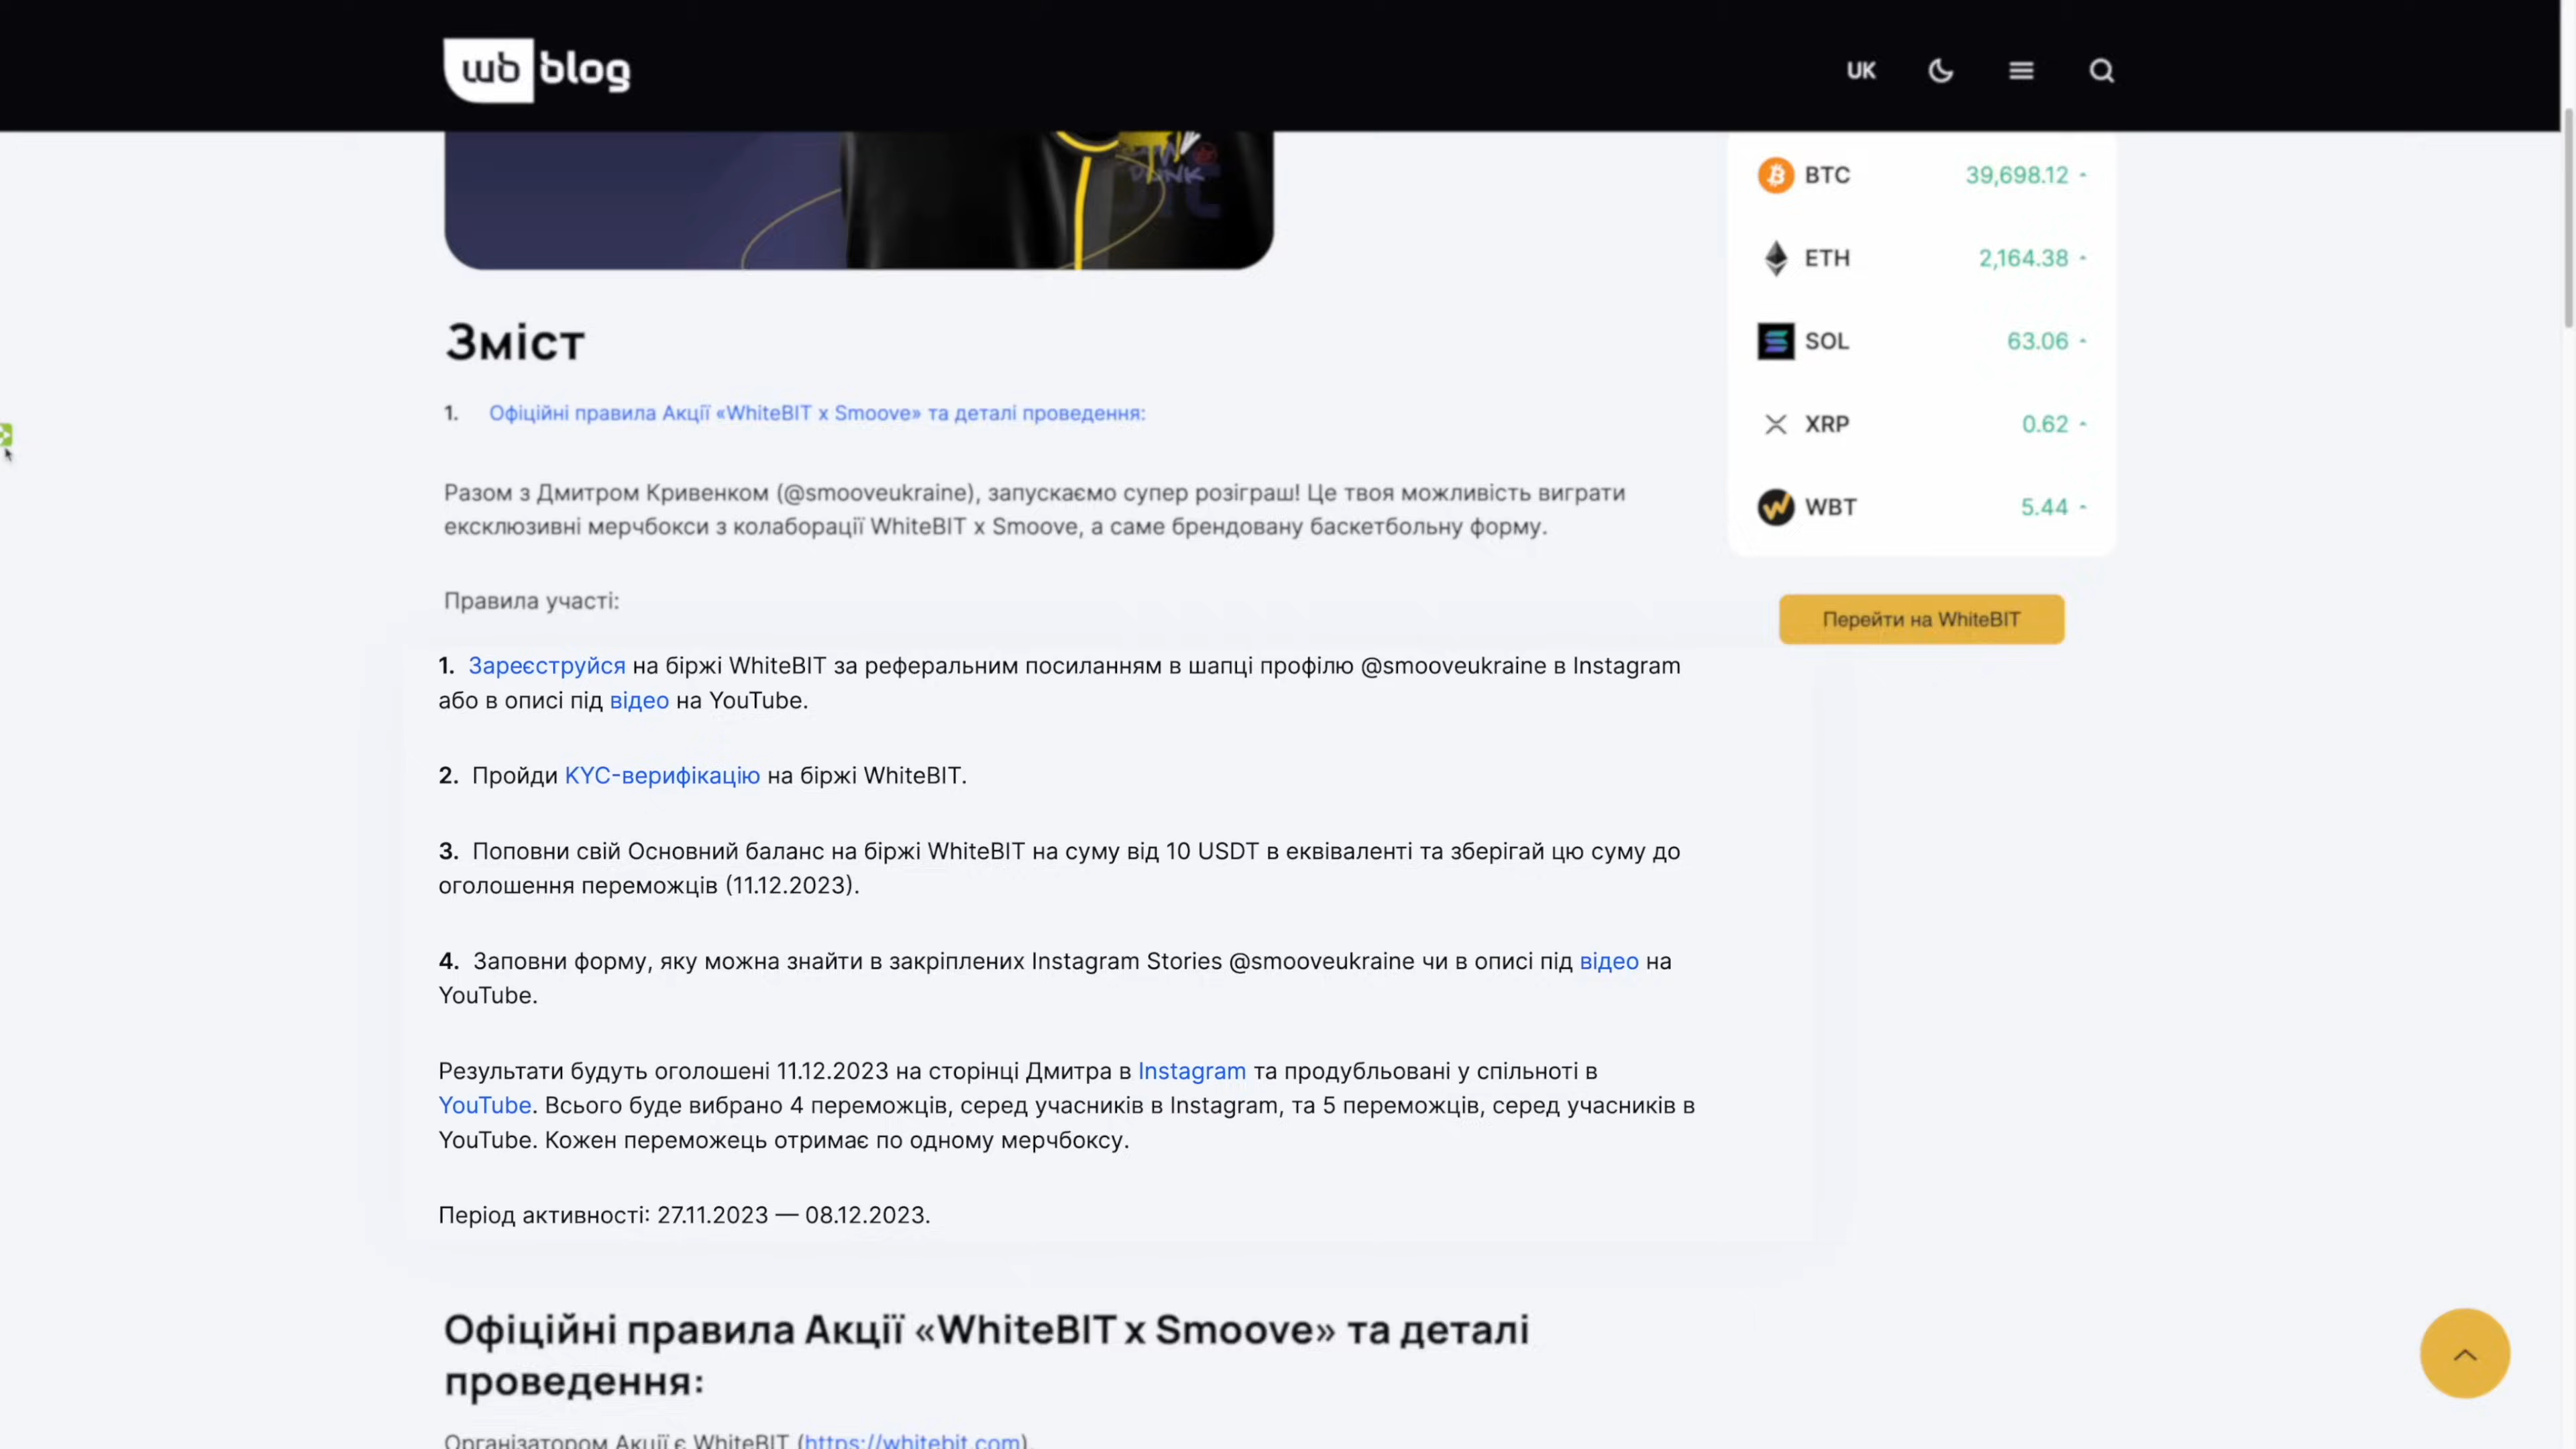 wb blog
UK
BTC 39,698.12
ETH 2,164.38
SOL 63.06
XRP 0.62
WBT 5.44
Перейти на WhiteBIT
Зміст
1. Офіційні правила Акції «WhiteBIT x Smoove» та деталі проведення:
Разом з Дмитром Кривенком (@smooveukraine), запускаємо супер розіграш! Це твоя можливість виграти
ексклюзивні мерчбокси з колаборації WhiteBIT x Smoove, а саме брендовану баскетбольну форму.
Правила участі:
1. Зареєструйся на біржі WhiteBIT за реферальним посиланням в шапці профілю @smooveukraine в Instagram
або в описі під відео на YouTube.
2. Пройди KYC-верифікацію на біржі WhiteBIT.
3. Поповни свій Основний баланс на біржі WhiteBIT на суму від 10 USDT в еквіваленті та зберігай цю суму до
оголошення переможців (11.12.2023).
4. Заповни форму, яку можна знайти в закріплених Instagram Stories @smooveukraine чи в описі під відео на
YouTube.
Результати будуть оголошені 11.12.2023 на сторінці Дмитра в Instagram та продубльовані у спільноті в
YouTube. Всього буде вибрано 4 переможців, серед учасників в Instagram, та 5 переможців, серед учасників в
YouTube. Кожен переможець отримає по одному мерчбоксу.
Період активності: 27.11.2023 — 08.12.2023.
Офіційні правила Акції «WhiteBIT x Smoove» та деталі
проведення:
Організатором Акції є WhiteBIT (https://whitebit.com).